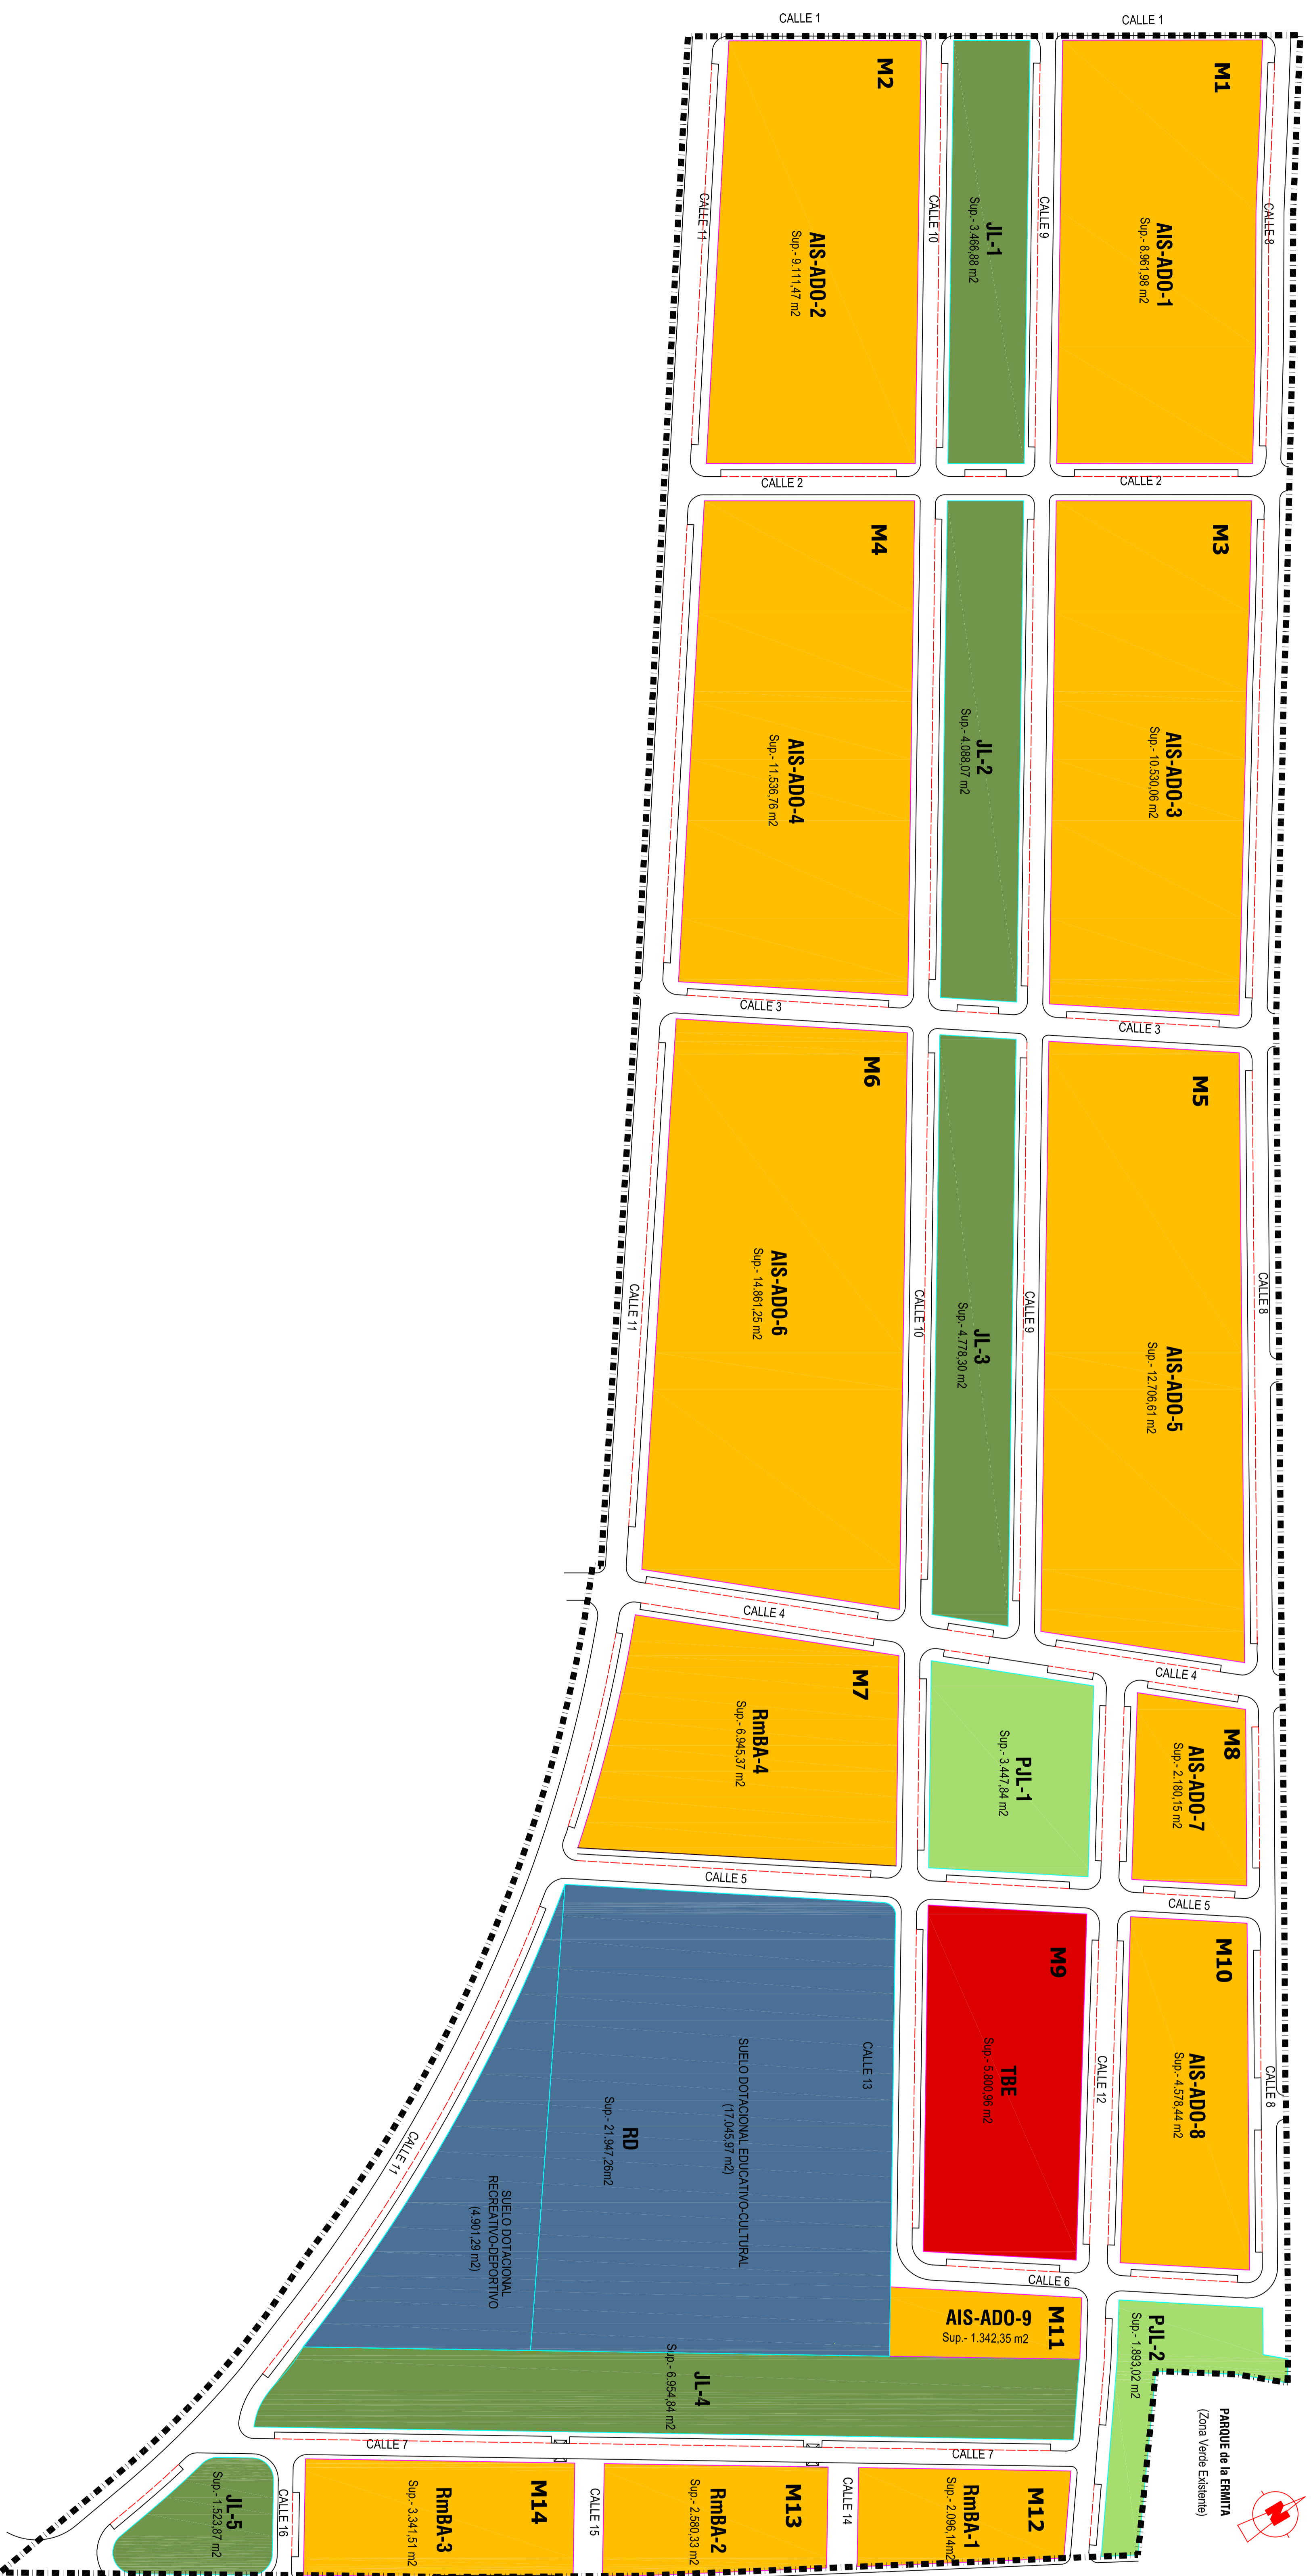 CALLE 1
CALLE 1
M2
M1
CALLE 11
AIS-ADO-2
Sup.- 9.111,47 m2
CALLE 10
JL-1
Sup.- 3.466,88 m2
CALLE 9
AIS-ADO-1
Sup.- 8.961,98 m2
CALLE 8
CALLE 2
CALLE 2
M4
M3
AIS-ADO-4
Sup.- 11.536,76 m2
JL-2
Sup.- 4.088,07 m2
AIS-ADO-3
Sup.- 10.530,06 m2
CALLE 3
CALLE 3
M6
M5
CALLE 11
AIS-ADO-6
Sup.- 14.861,25 m2
CALLE 10
JL-3
Sup.- 4.778,30 m2
CALLE 9
AIS-ADO-5
Sup.- 12.706,61 m2
CALLE 8
CALLE 4
CALLE 4
M7
RmBA-4
Sup.- 6.945,37 m2
PJL-1
Sup.- 3.447,84 m2
M8
AIS-ADO-7
Sup.- 2.180,15 m2
CALLE 5
CALLE 5
M9
M10
CALLE 13
TBE
Sup.- 5.800,96 m2
CALLE 12
AIS-ADO-8
Sup.- 4.578,44 m2
CALLE 8
SUELO DOTACIONAL EDUCATIVO-CULTURAL
(17.045,97 m2)
RD
Sup.- 21.947,26m2
CALLE 11
SUELO DOTACIONAL
RECREATIVO-DEPORTIVO
(4.901,29 m2)
CALLE 6
M11
AIS-ADO-9
Sup.- 1.342,35 m2
PJL-2
Sup.- 1.893,02 m2
JL-4
Sup.- 6.954,84 m2
PARQUE de la ERMITA
(Zona Verde Existente)
N
CALLE 7
CALLE 7
JL-5
Sup.- 1.523,87 m2
CALLE 16
M14
RmBA-3
Sup.- 3.341,51 m2
CALLE 15
M13
RmBA-2
Sup.- 2.580,33 m2
CALLE 14
M12
RmBA-1
Sup.- 2.096,14m2